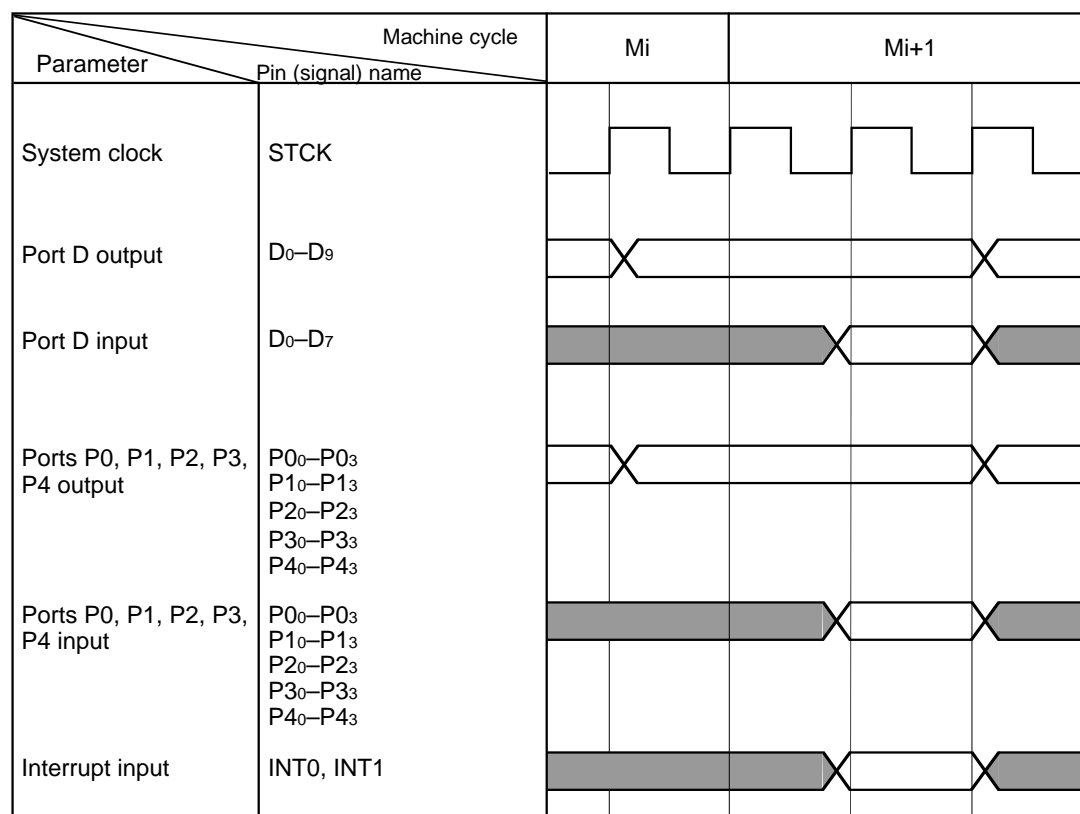 Machine cycle
Parameter
Pin (signal) name
Mi
Mi+1
System clock
STCK
Port D output
D0–D9
Port D input
D0–D7
Ports P0, P1, P2, P3,
P4 output
P00–P03
P10–P13
P20–P23
P30–P33
P40–P43
Ports P0, P1, P2, P3,
P4 input
P00–P03
P10–P13
P20–P23
P30–P33
P40–P43
Interrupt input
INT0, INT1